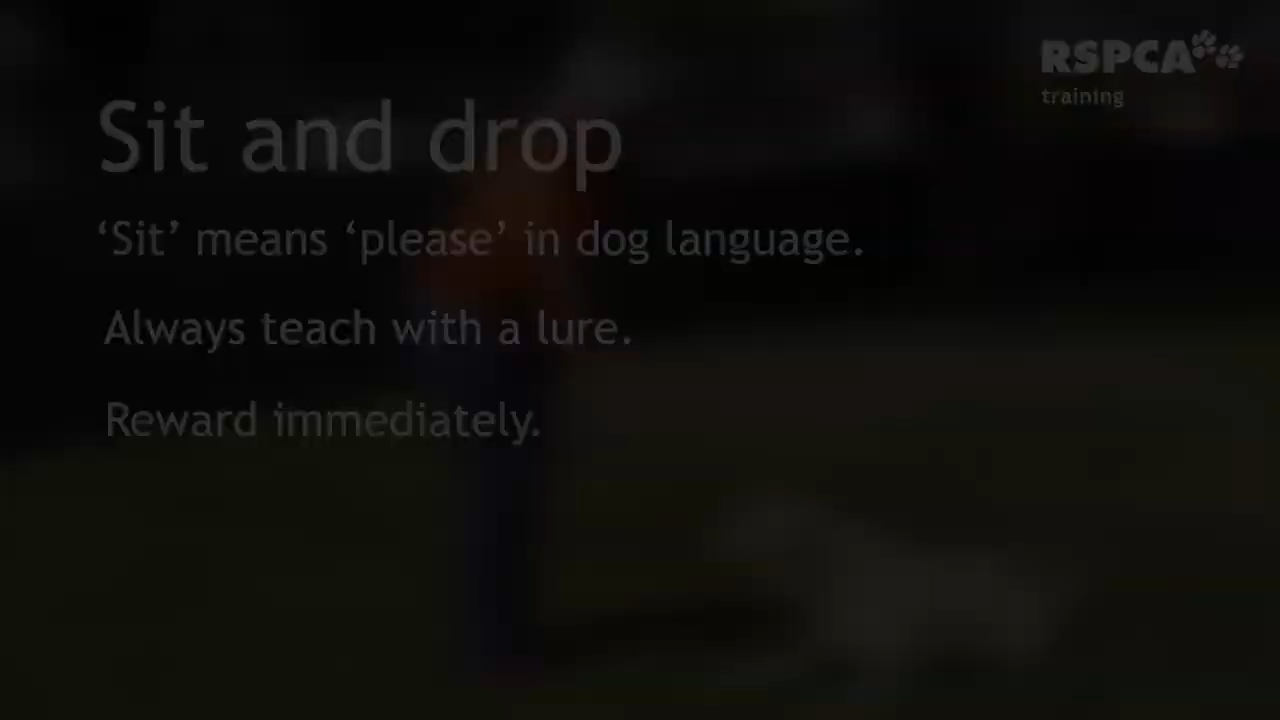 RSPCA
training
Sit and drop
‘Sit’ means ‘please’ in dog language.
Always teach with a lure.
Reward immediately.